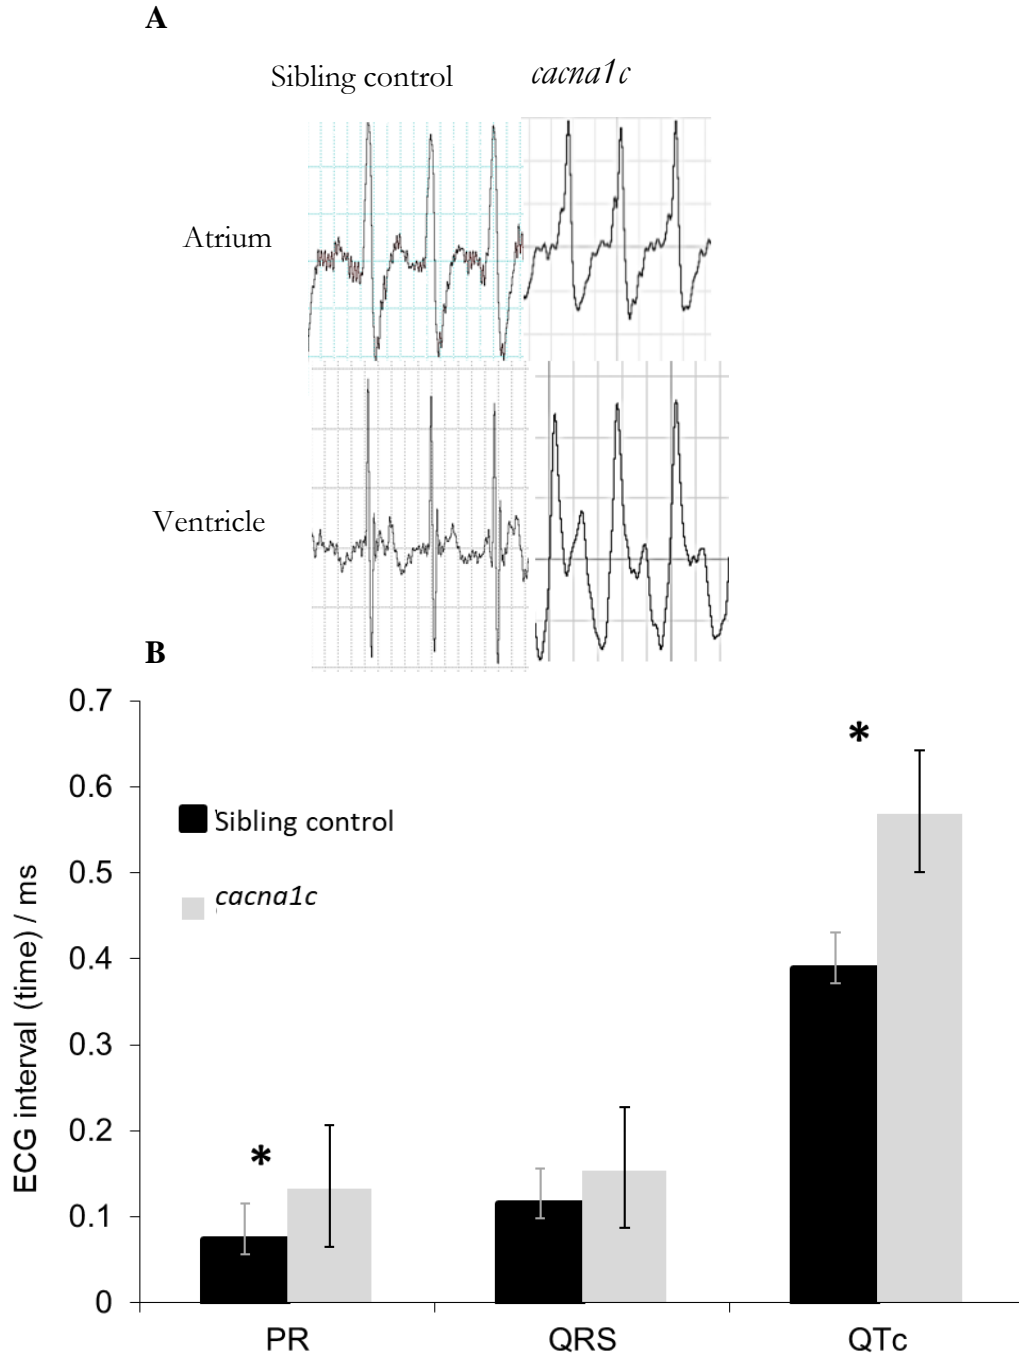 A
Sibling control cacna1c
Atrium
Ventricle
B
0.7
*
0.6
Sibling control
0.5
cacna1c
0.4
0.3
0.2
*
0.1
0
ECG interval (time) / ms
PR QRS QTc